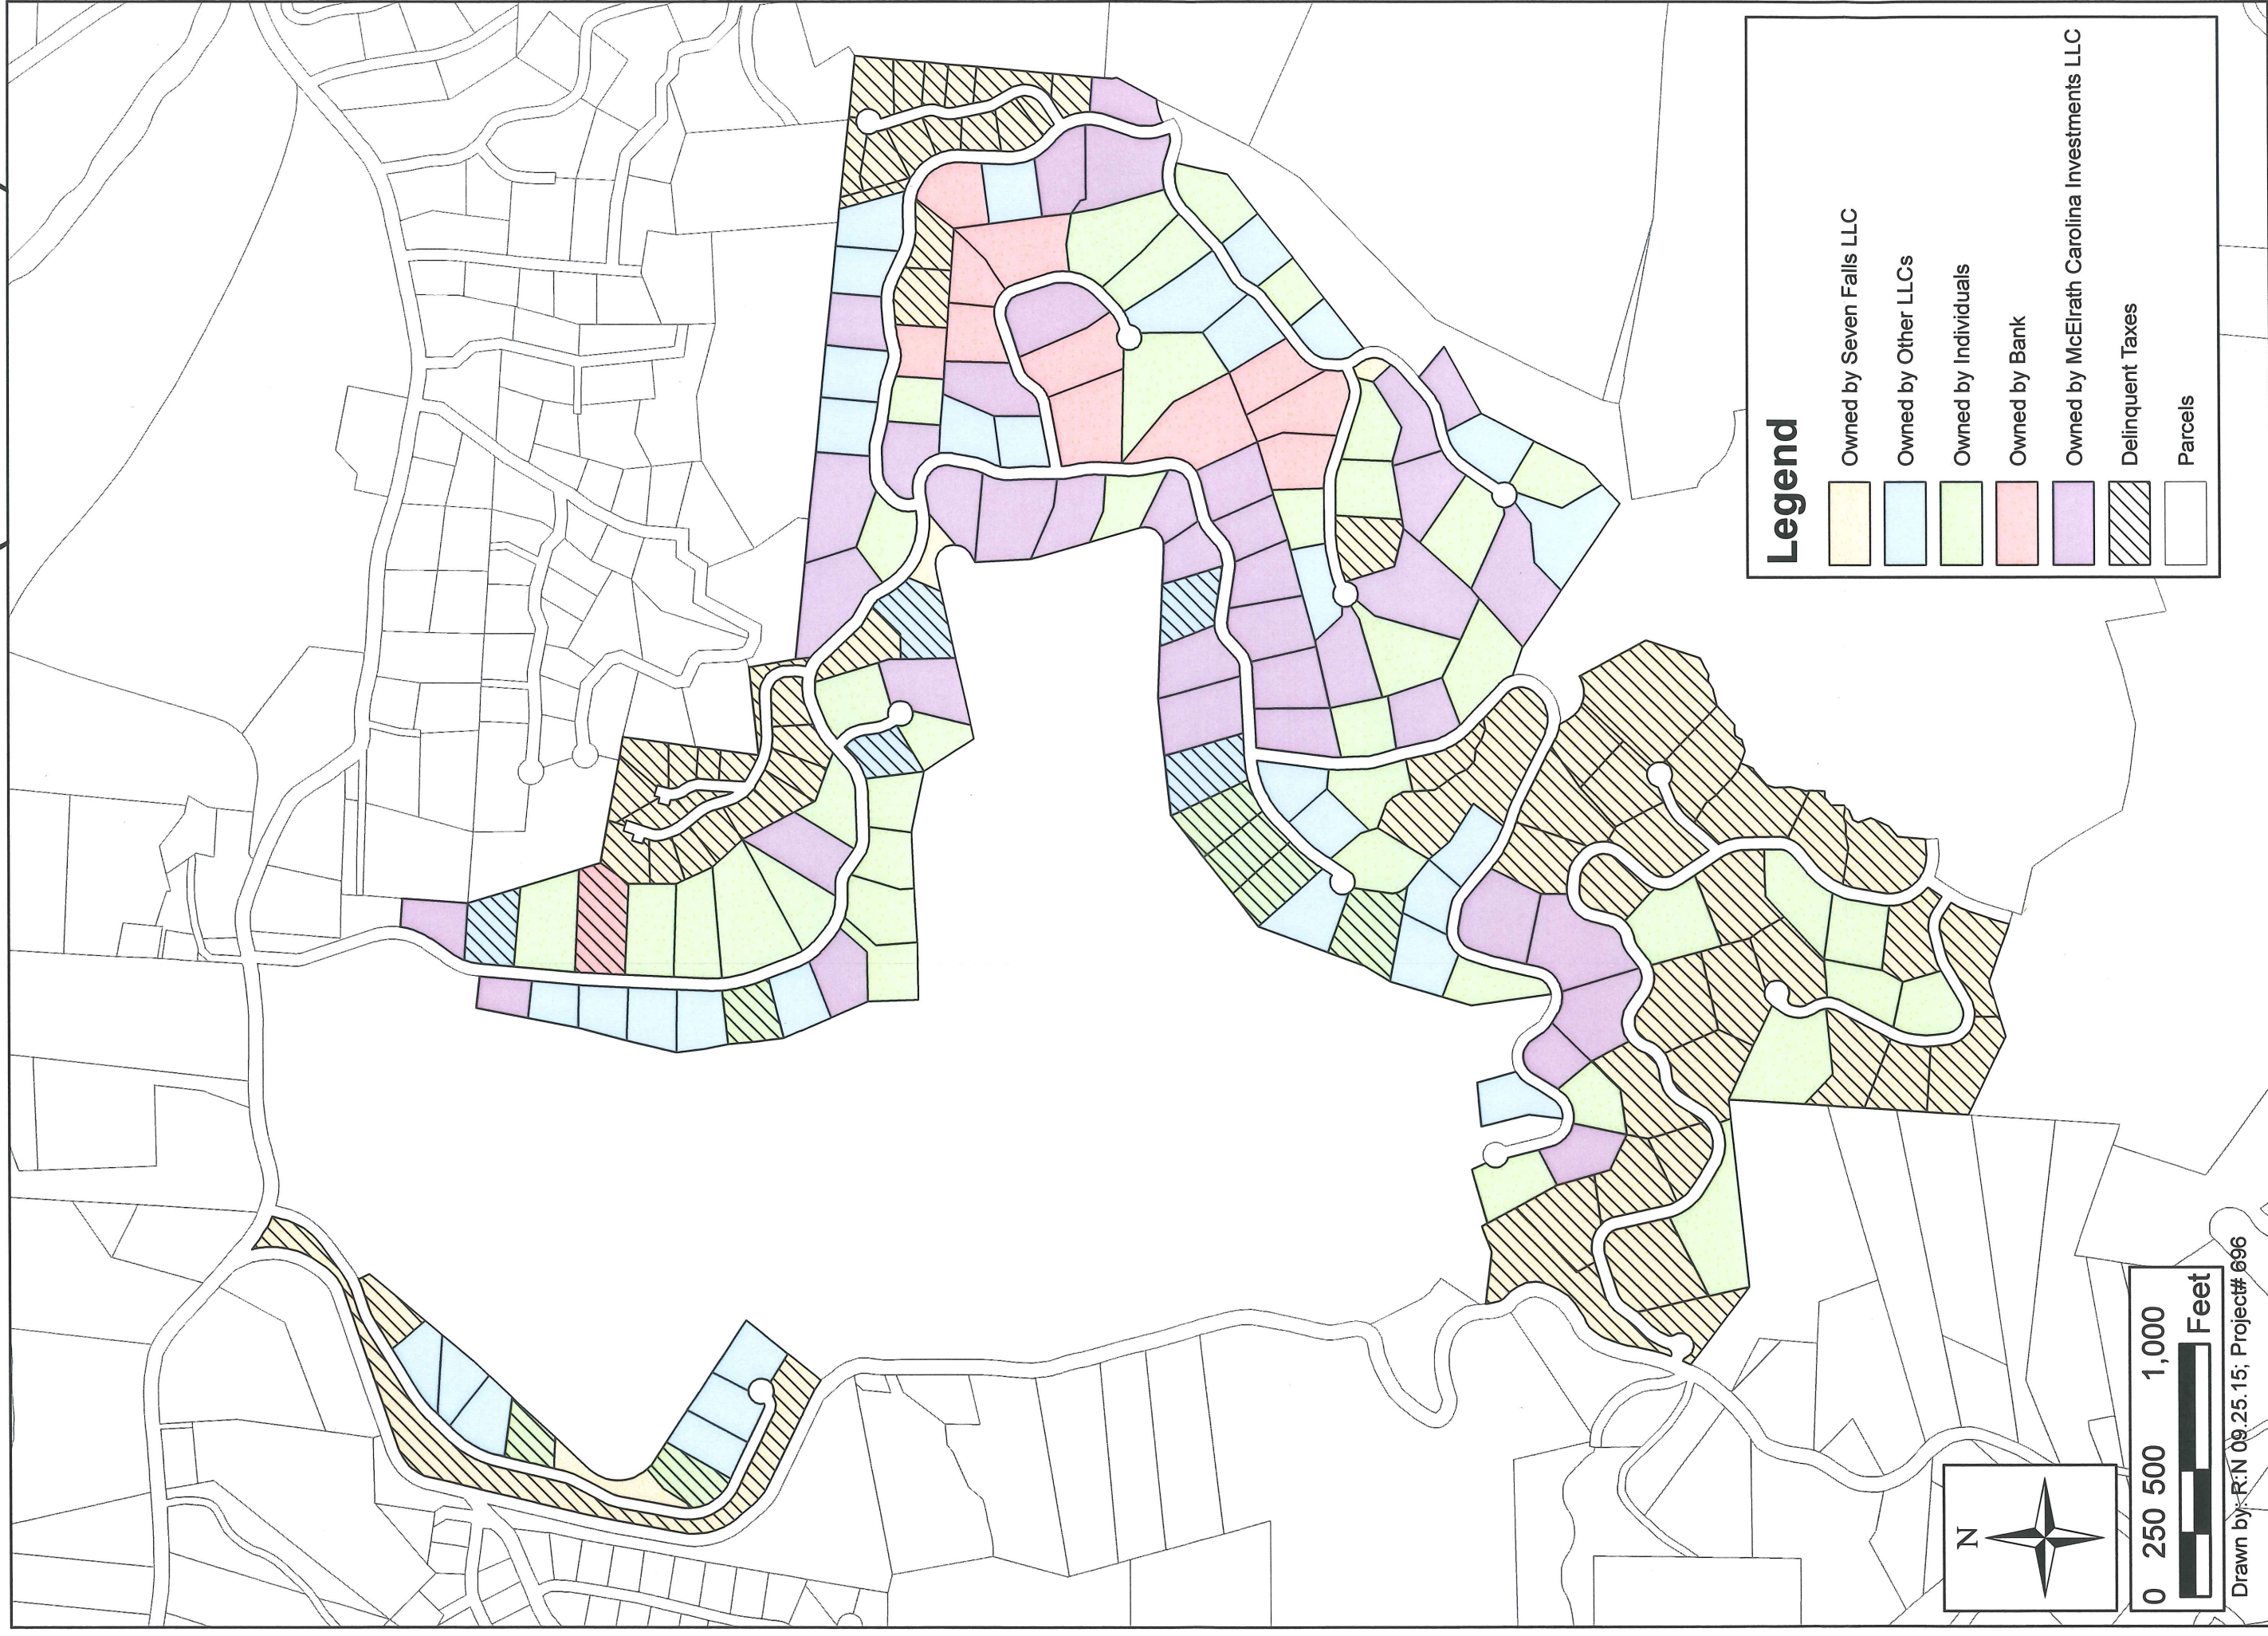 Legend
Owned by Seven Falls LLC
Owned by Other LLCs
Owned by Individuals
Owned by Bank
Owned by McElrath Carolina Investments LLC
Delinquent Taxes
Parcels
N
0 250 500 1,000
Feet
Drawn by: R:N 09.25.15; Project# 696